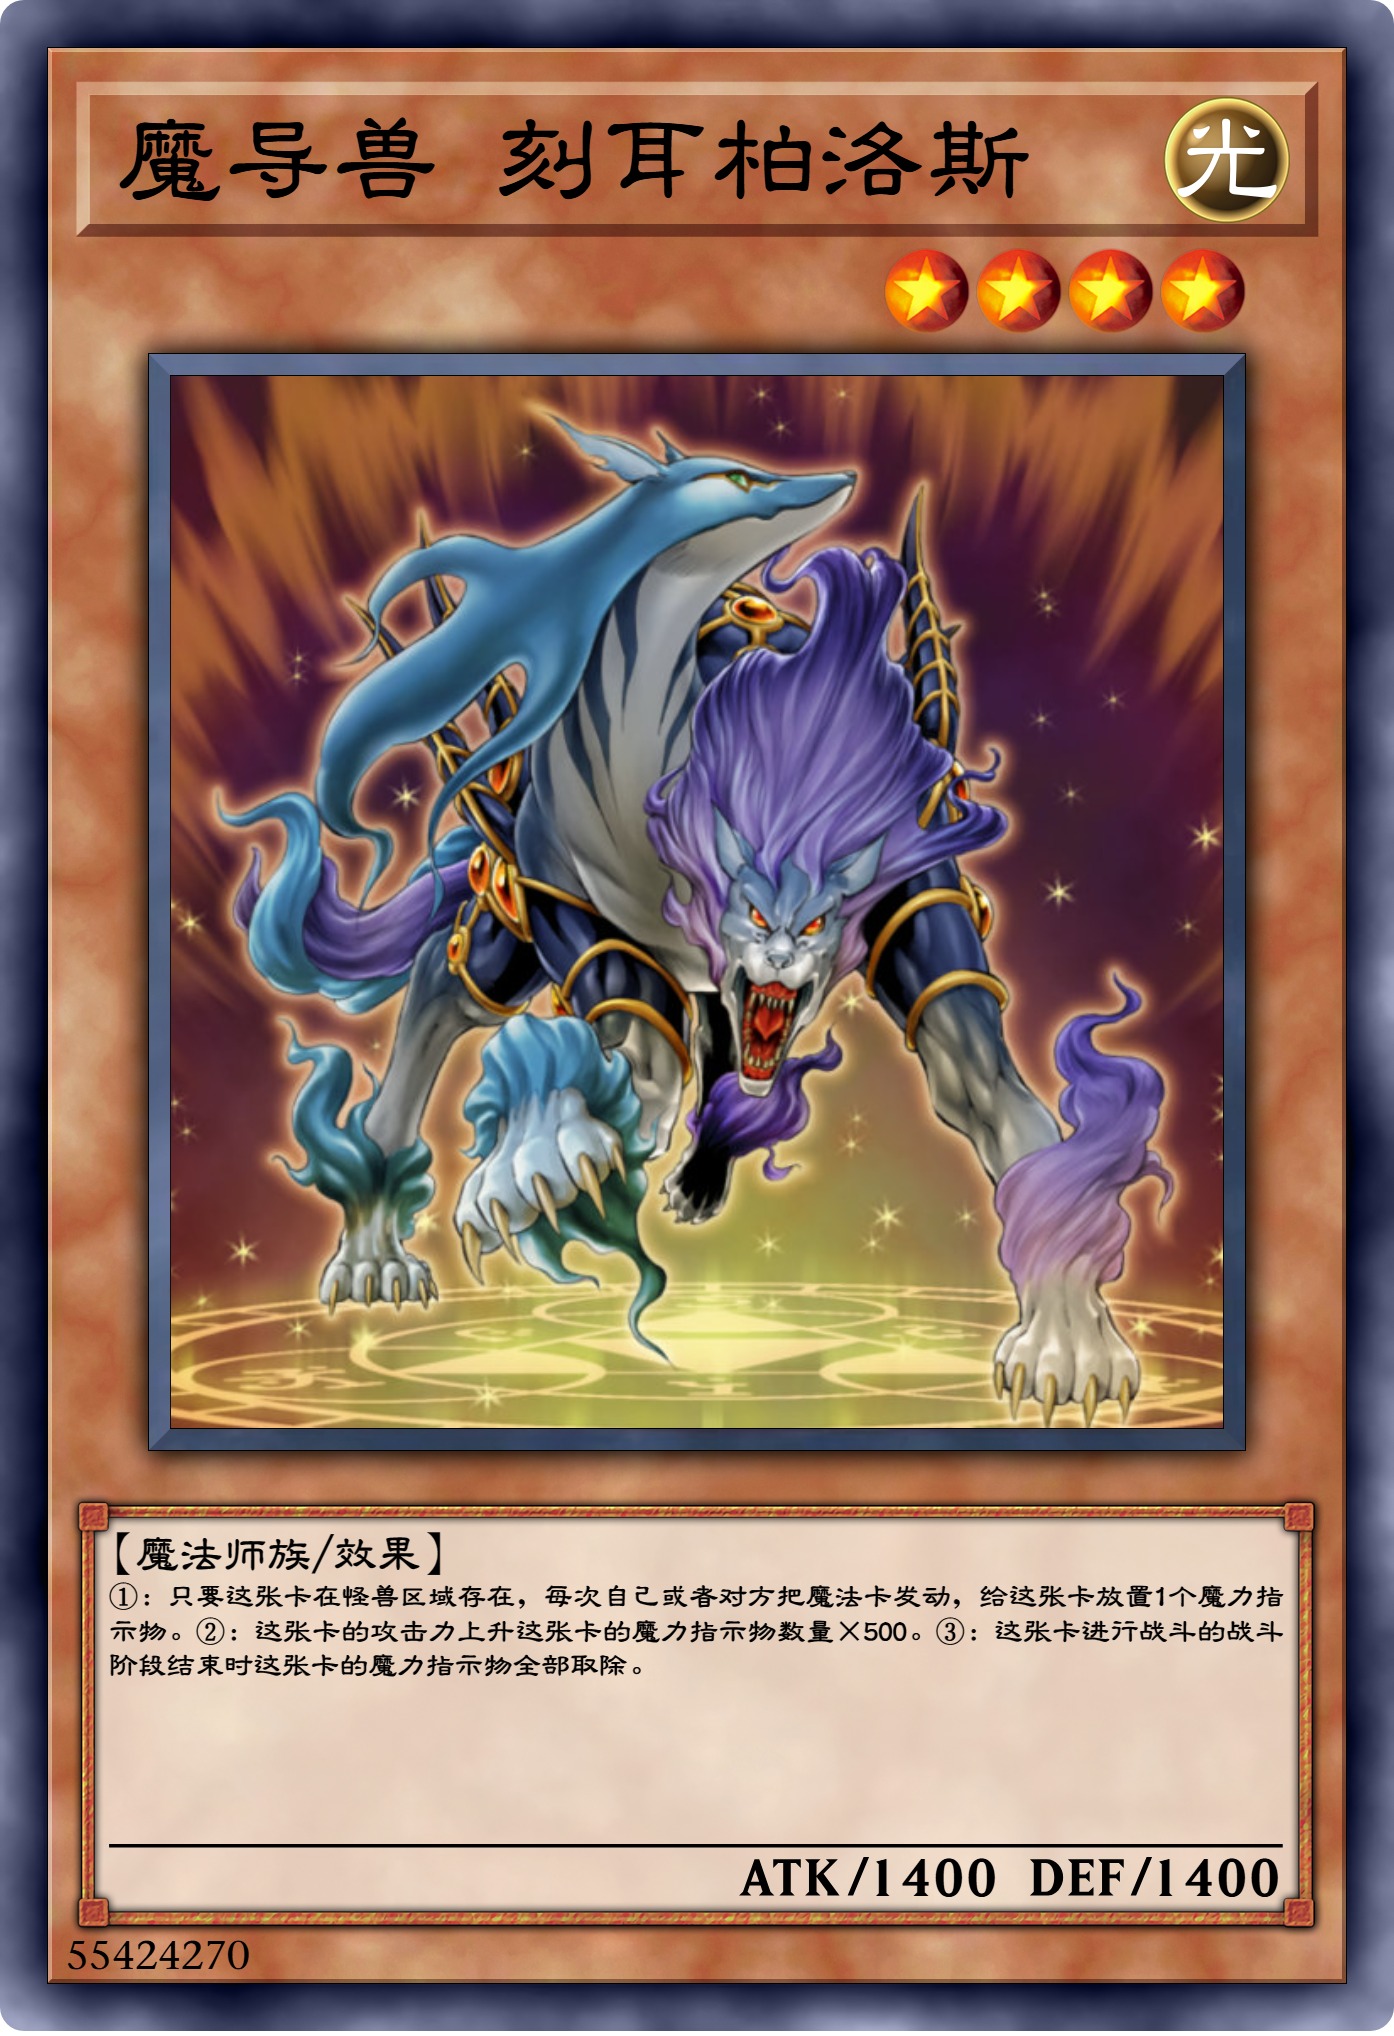 魔导兽 刻耳柏洛斯
光
【魔法师族/效果】
①：只要这张卡在怪兽区域存在，每次自己或者对方把魔法卡发动，给这张卡放置1个魔力指
示物。②：这张卡的攻击力上升这张卡的魔力指示物数量×500。③：这张卡进行战斗的战斗
阶段结束时这张卡的魔力指示物全部取除。
ATK/1400 DEF/1400
55424270